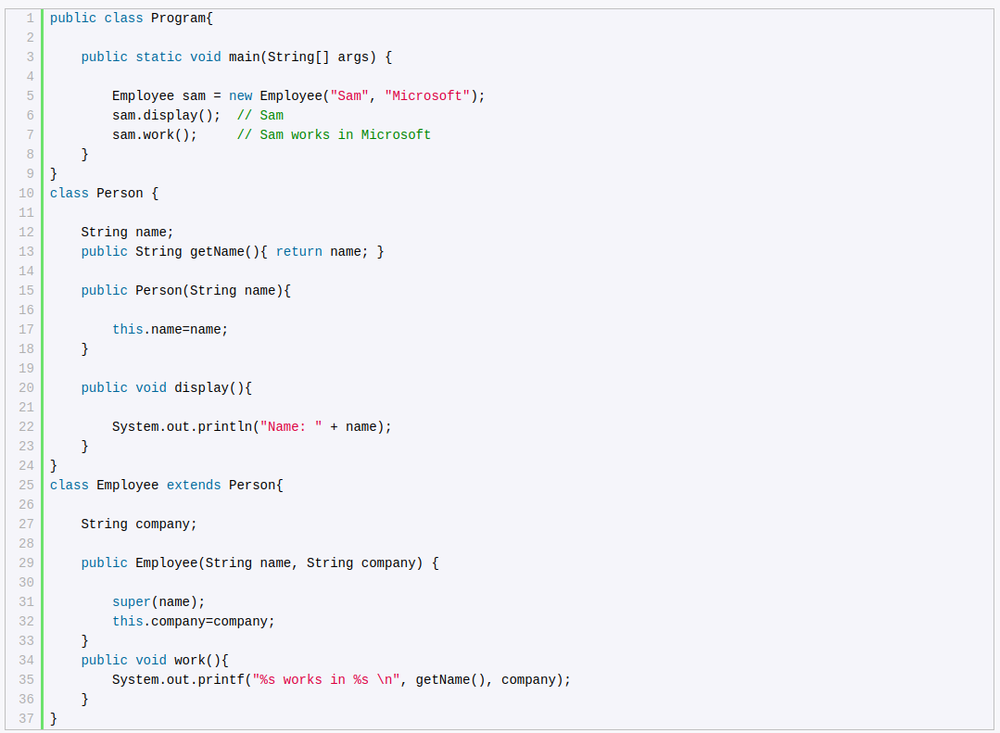 1 public class Program{
2
3     public static void main(String[] args) {
4
5         Employee sam = new Employee("Sam", "Microsoft");
6         sam.display();  // Sam
7         sam.work();     // Sam works in Microsoft
8     }
9 }
10 class Person {
11
12     String name;
13     public String getName(){ return name; }
14
15     public Person(String name){
16
17         this.name=name;
18     }
19
20     public void display(){
21
22         System.out.println("Name: " + name);
23     }
24 }
25 class Employee extends Person{
26
27     String company;
28
29     public Employee(String name, String company) {
30
31         super(name);
32         this.company=company;
33     }
34     public void work(){
35         System.out.printf("%s works in %s \n", getName(), company);
36     }
37 }